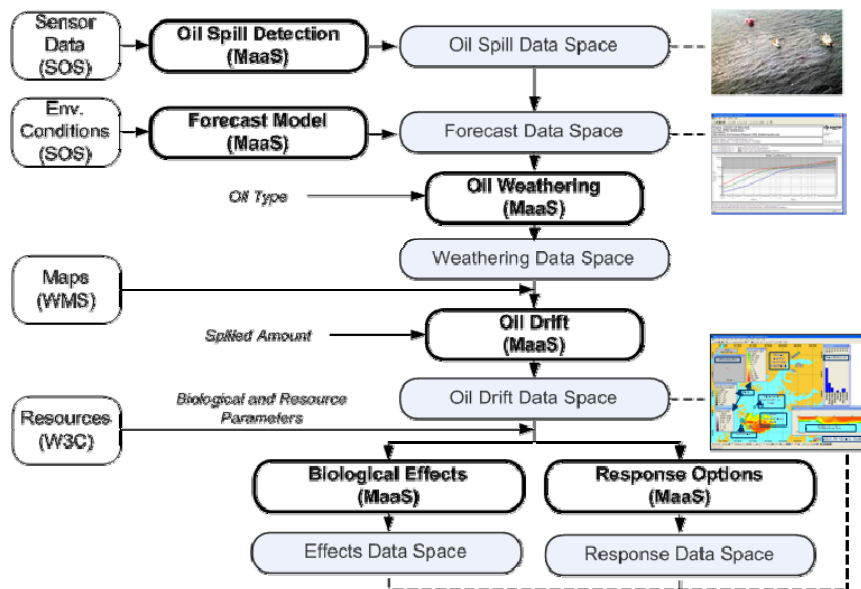 Sensor
Data
(SOS)
Oil Spill Detection
(MaaS)
Oil Spill Data Space
Env.
Conditions
(SOS)
Forecast Model
(MaaS)
Forecast Data Space
Oil Type
Oil Weathering
(MaaS)
Weathering Data Space
Maps
(WMS)
Spilled Amount
Oil Drift
(MaaS)
Biological and Resource
Parameters
Oil Drift Data Space
Resources
(W3C)
Biological Effects
(MaaS)
Response Options
(MaaS)
Effects Data Space
Response Data Space